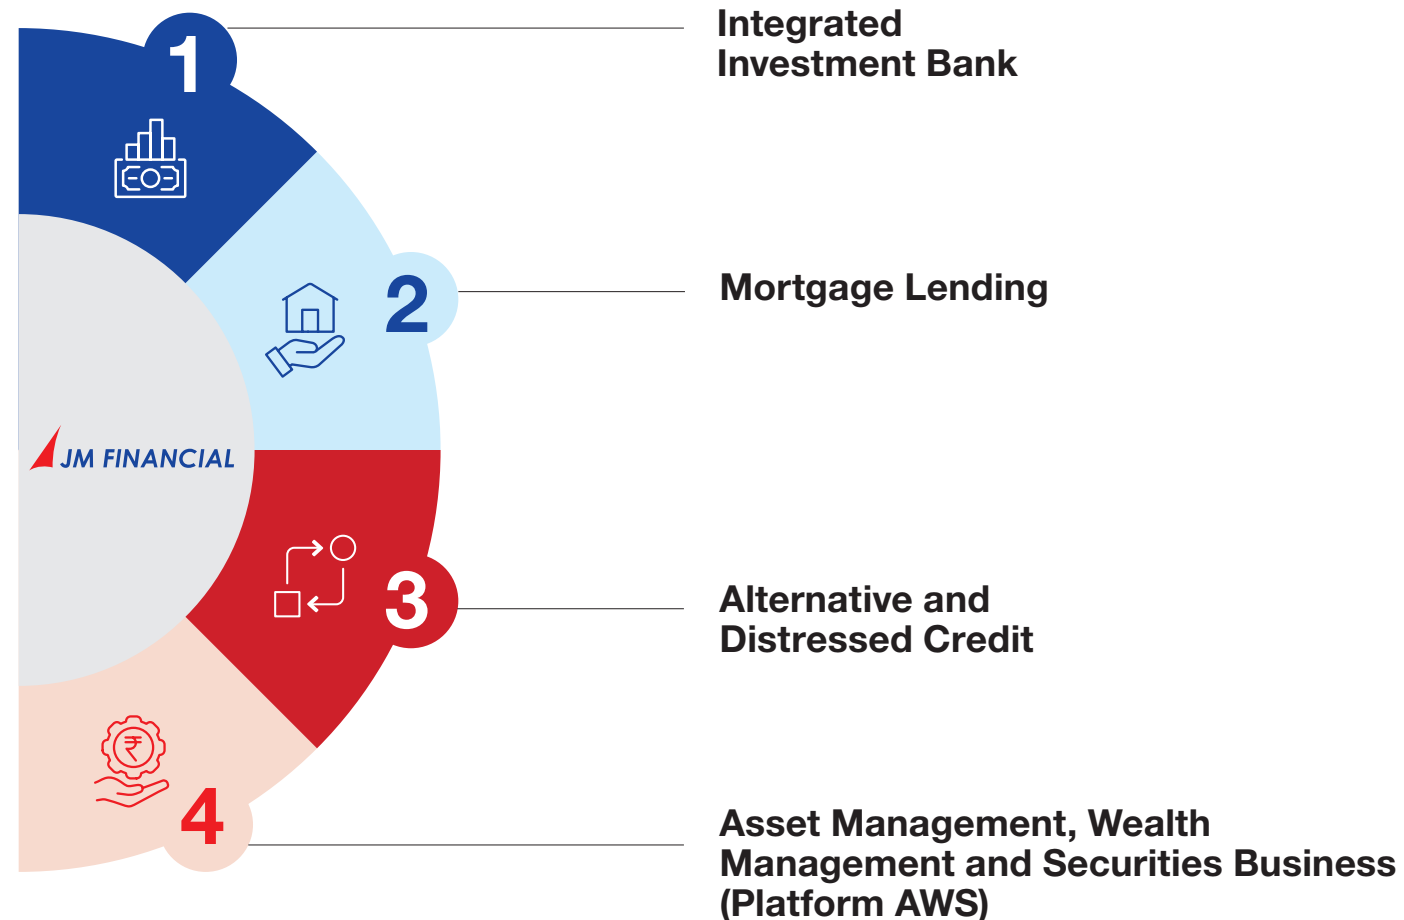 1
Integrated
Investment Bank
2
Mortgage Lending
JM FINANCIAL
3
Alternative and
Distressed Credit
₹
4
Asset Management, Wealth
Management and Securities Business
(Platform AWS)